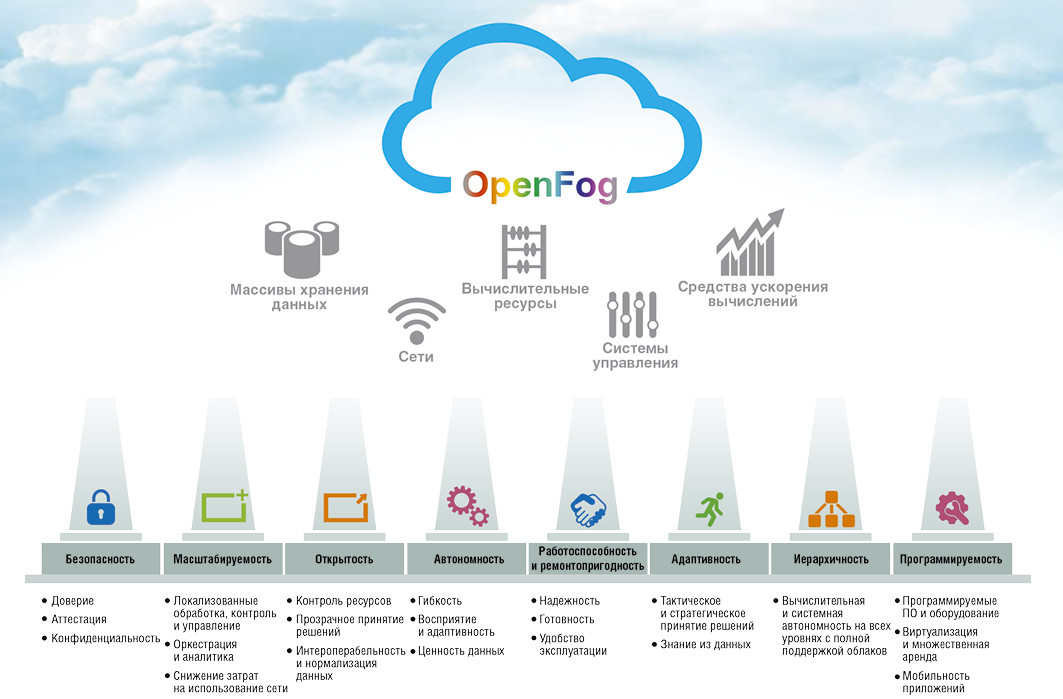 OpenFog
Массивы хранения
данных
Сети
Вычислительные
ресурсы
Системы
управления
Средства ускорения
вычислений
Безопасность
• Доверие
• Аттестация
• Конфиденциальность
Масштабируемость
• Локализованные
обработка, контроль
и управление
• Оркестрация
и аналитика
• Снижение затрат
на использование сети
Открытость
• Контроль ресурсов
• Прозрачное принятие
решений
• Интероперабельность
и нормализация
данных
Автономность
• Гибкость
• Восприятие
и адаптивность
• Ценность данных
Работоспособность
и ремонтопригодность
• Надежность
• Готовность
• Удобство
эксплуатации
Адаптивность
• Тактическое
и стратегическое
принятие решений
• Знание из данных
Иерархичность
• Вычислительная
и системная
автономность на всех
уровнях с полной
поддержкой облаков
Программируемость
• Программируемые
ПО и оборудование
• Виртуализация
и множественная
аренда
• Мобильность
приложений